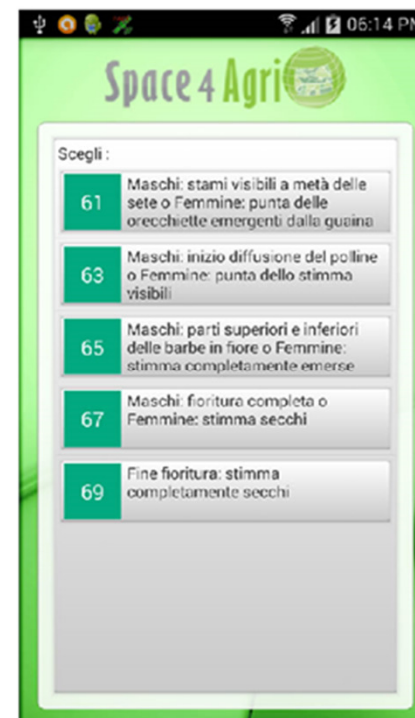 06:14 PM
Space 4 Agri
Scegli :
61
Maschi: stami visibili a metà delle
sete o Femmine: punta delle
orecchiette emergenti dalla guaina
63
Maschi: inizio diffusione del polline
o Femmine: punta dello stimma
visibili
65
Maschi: parti superiori e inferiori
delle barbe in fiore o Femmine:
stimma completamente emerse
67
Maschi: fioritura completa o
Femmine: stimma secchi
69
Fine fioritura: stimma
completamente secchi